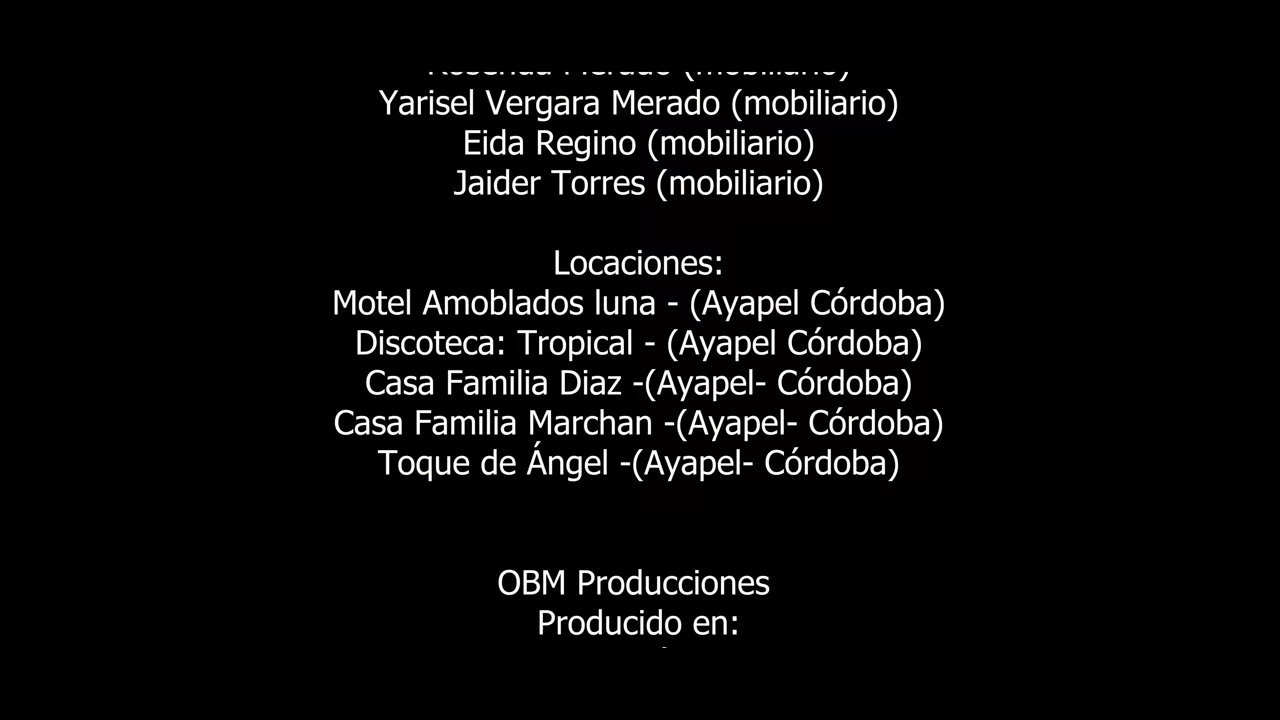 (mobiliario)
Yarisel Vergara Merado (mobiliario)
Eida Regino (mobiliario)
Jaider Torres (mobiliario)
Locaciones:
Motel Amoblados luna - (Ayapel Córdoba)
Discoteca: Tropical - (Ayapel Córdoba)
Casa Familia Diaz -(Ayapel- Córdoba)
Casa Familia Marchan -(Ayapel- Córdoba)
Toque de Ángel -(Ayapel- Córdoba)
OBM Producciones
Producido en: